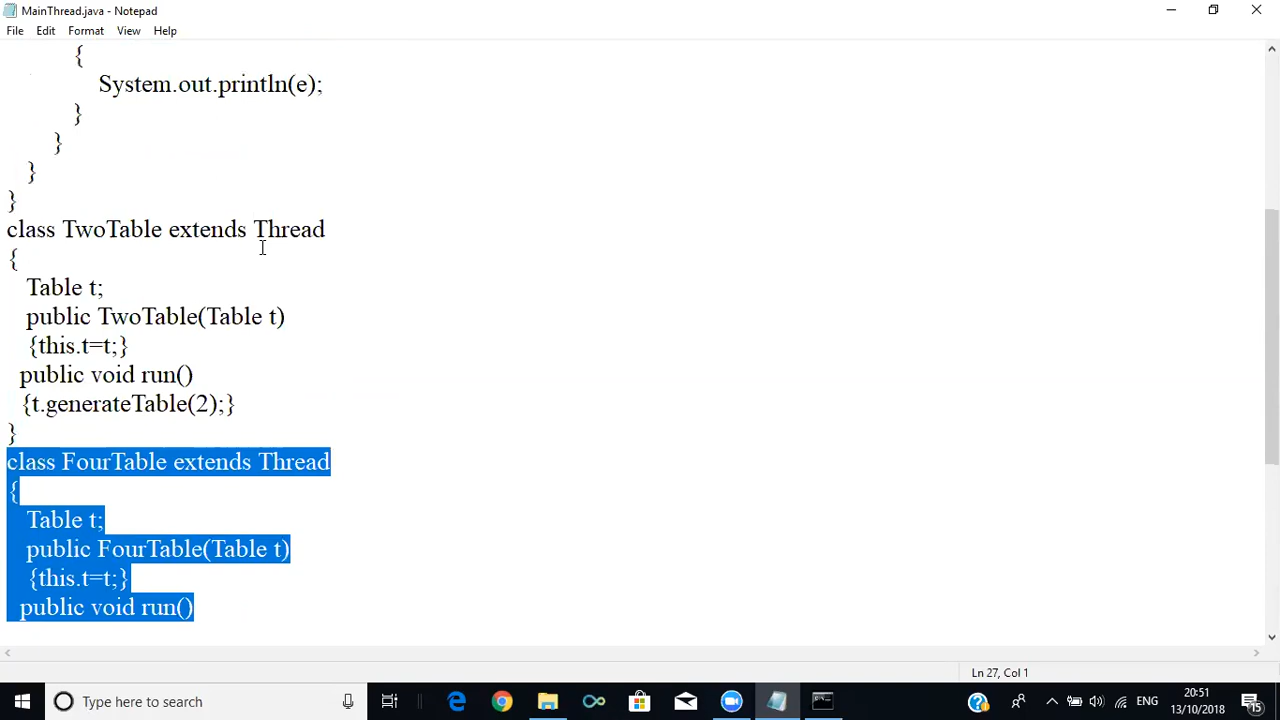 MainThread.java - Notepad
File Edit Format View Help
{
System.out.println(e);
}
}
}
}
class TwoTable extends Thread
{
Table t;
public TwoTable(Table t)
{this.t=t;}
public void run()
{t.generateTable(2);}
}
class FourTable extends Thread
{
Table t;
public FourTable(Table t)
{this.t=t;}
public void run()
Ln 27, Col 1
Type here to search
ENG
20:51
13/10/2018
15